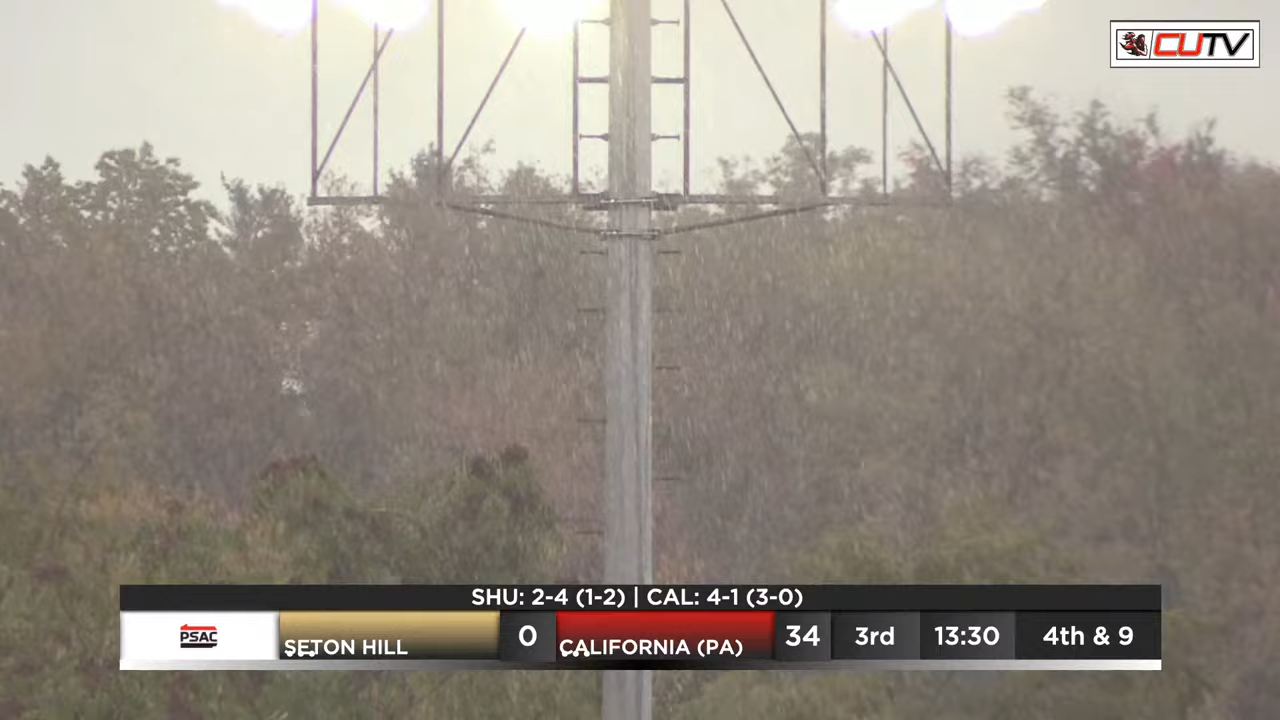 CUTV
SHU: 2-4 (1-2) | CAL: 4-1 (3-0)
PSAC
SETON HILL
0
CALIFORNIA (PA)
34
3rd
13:30
4th & 9